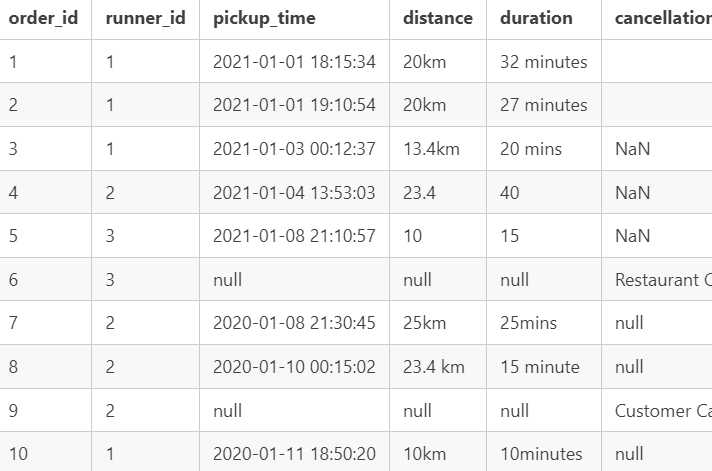 order_id runner_id pickup_time distance duration cancellation
1 1 2021-01-01 18:15:34 20km 32 minutes
2 1 2021-01-01 19:10:54 20km 27 minutes
3 1 2021-01-03 00:12:37 13.4km 20 mins NaN
4 2 2021-01-04 13:53:03 23.4 40 NaN
5 3 2021-01-08 21:10:57 10 15 NaN
6 3 null null null Restaurant C
7 2 2020-01-08 21:30:45 25km 25mins null
8 2 2020-01-10 00:15:02 23.4 km 15 minute null
9 2 null null null Customer Ca
10 1 2020-01-11 18:50:20 10km 10minutes null